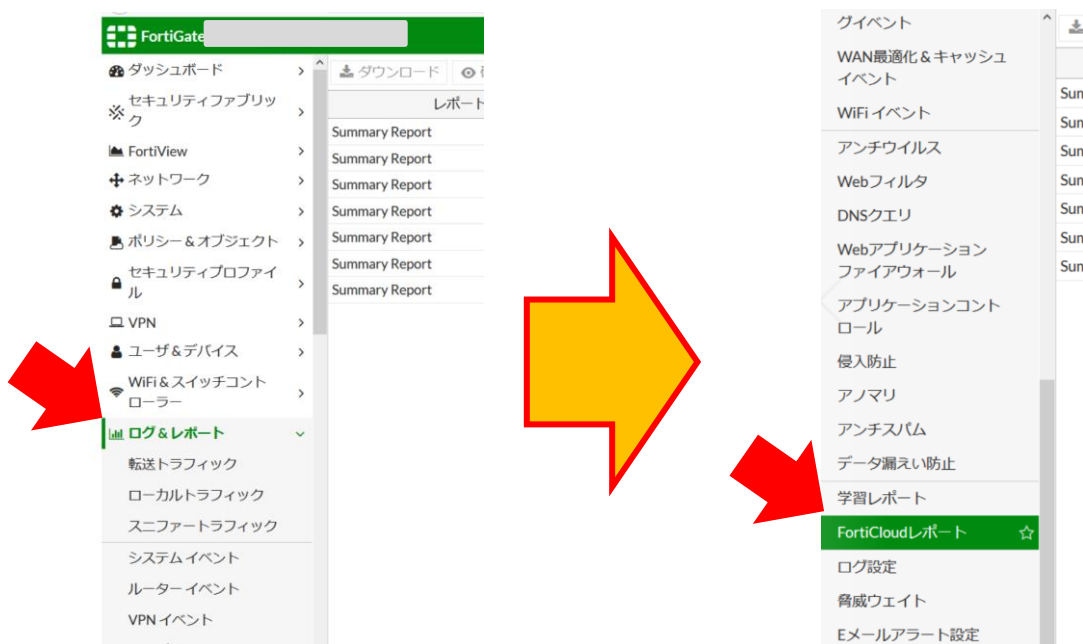 FortiGate
ダッシュボード
セキュリティファブリッ
ク
FortiView
ネットワーク
システム
ポリシー＆オブジェクト
セキュリティプロファイ
ル
VPN
ユーザ＆デバイス
WiFi＆スイッチコント
ローラー
ログ＆レポート
転送トラフィック
ローカルトラフィック
スニファートラフィック
システムイベント
ルーターイベント
VPN イベント
ダウンロード
レポート
Summary Report
Summary Report
Summary Report
Summary Report
Summary Report
Summary Report
Summary Report
グイベント
WAN最適化＆キャッシュ
イベント
WiFi イベント
アンチウイルス
Webフィルタ
DNSクエリ
Webアプリケーション
ファイアウォール
アプリケーションコント
ロール
侵入防止
アノマリ
アンチスパム
データ漏えい防止
学習レポート
FortiCloudレポート
ログ設定
脅威ウェイト
Eメールアラート設定
Sum
Sum
Sum
Sum
Sum
Sum
Sum